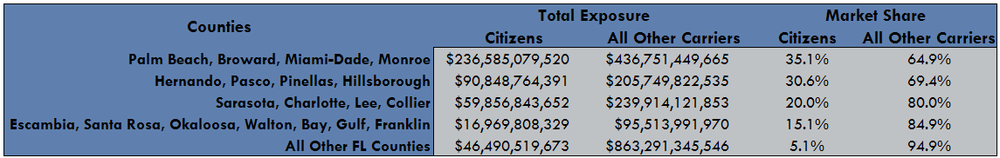 Counties Total Exposure Market Share
Citizens All Other Carriers Citizens All Other Carriers
Palm Beach, Broward, Miami-Dade, Monroe $236,585,079,520 $436,751,449,665 35.1% 64.9%
Hernando, Pasco, Pinellas, Hillsborough $90,848,764,391 $205,749,822,535 30.6% 69.4%
Sarasota, Charlotte, Lee, Collier $59,856,843,652 $239,914,121,853 20.0% 80.0%
Escambia, Santa Rosa, Okaloosa, Walton, Bay, Gulf, Franklin $16,969,808,329 $95,513,991,970 15.1% 84.9%
All Other FL Counties $46,490,519,673 $863,291,345,546 5.1% 94.9%